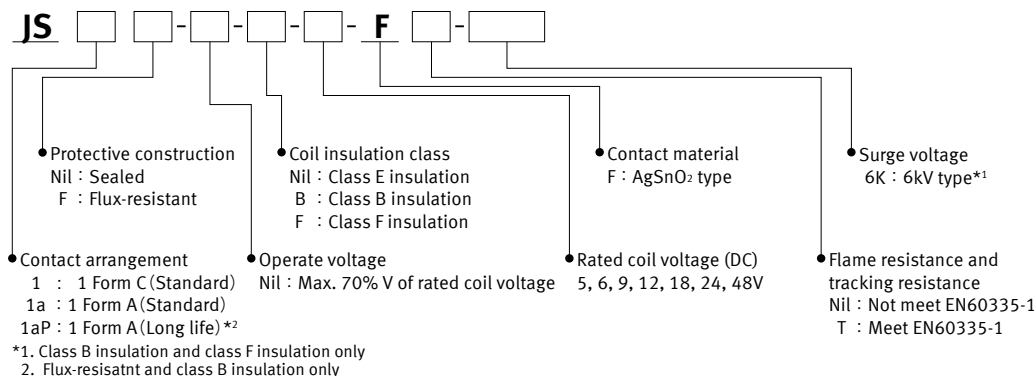 JS - - - - F -
Protective construction
Nil : Sealed
F : Flux-resistant
Coil insulation class
Nil : Class E insulation
B : Class B insulation
F : Class F insulation
Contact material
F : AgSnO2 type
Surge voltage
6K : 6kV type*1
Contact arrangement
1 : 1 Form C (Standard)
1a : 1 Form A (Standard)
1aP : 1 Form A (Long life)*2
Operate voltage
Nil : Max. 70% V of rated coil voltage
Rated coil voltage (DC)
5, 6, 9, 12, 18, 24, 48V
Flame resistance and
tracking resistance
Nil : Not meet EN60335-1
T : Meet EN60335-1
*1. Class B insulation and class F insulation only
2. Flux-resisatnt and class B insulation only